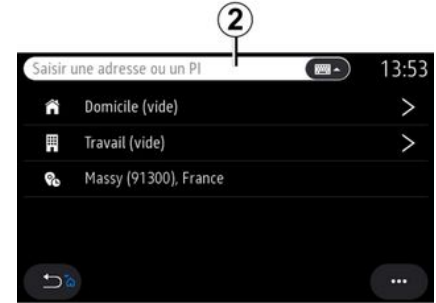 2
Saisir une adresse ou un PI
13:53
Domicile (vide)
Travail (vide)
Massy (91300), France